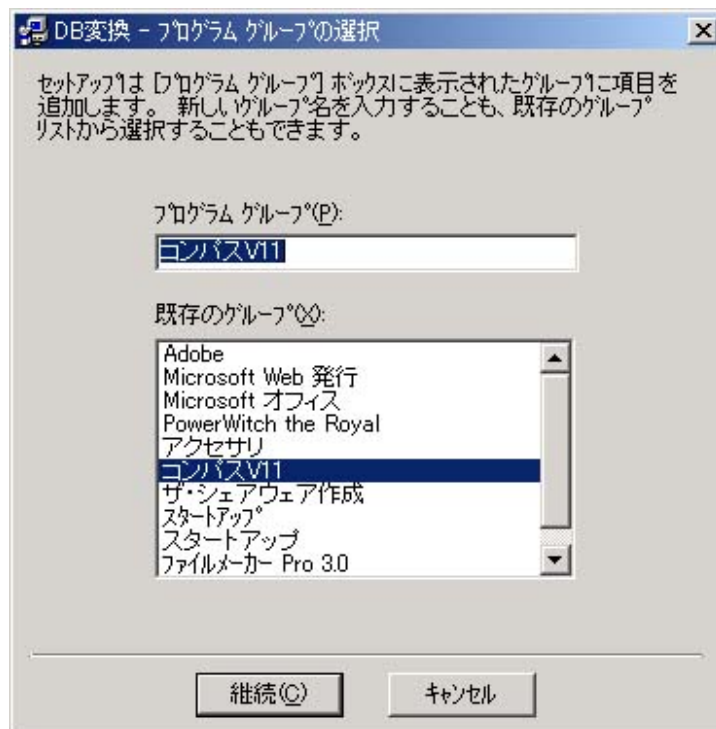 DB変換 - ﾌﾟﾛｸﾞﾗﾑ ｸﾞﾙｰﾌﾟの選択
ｾｯﾄｱｯﾌﾟは [ﾌﾟﾛｸﾞﾗﾑ ｸﾞﾙｰﾌﾟ] ﾎﾞｯｸｽに表示されたｸﾞﾙｰﾌﾟに項目を
追加します。 新しいｸﾞﾙｰﾌﾟ名を入力することも、既存のｸﾞﾙｰﾌﾟ
ﾘｽﾄから選択することもできます。
ﾌﾟﾛｸﾞﾗﾑ ｸﾞﾙｰﾌﾟ(P):
コンパスV11
既存のｸﾞﾙｰﾌﾟ(X):
Adobe
Microsoft Web 発行
Microsoft オフィス
PowerWitch the Royal
アクセサリ
コンパスV11
ザ・シェアウェア作成
ｽﾀｰﾄｱｯﾌﾟ
スタートアップ
ﾌｧｲﾙﾒｰｶｰ Pro 3.0
継続(C)
ｷｬﾝｾﾙ